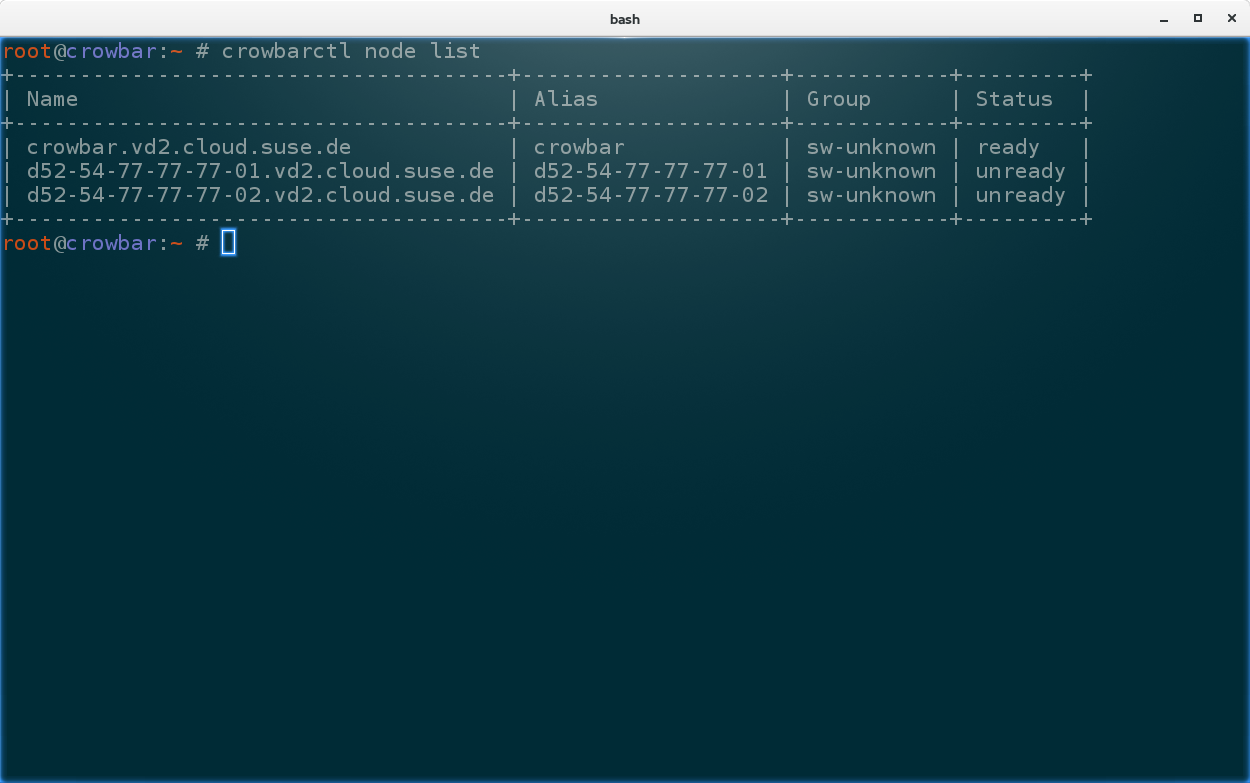 bash
root@crowbar:~ # crowbarctl node list
+--------------------------------------+--------------------+------------+---------+
| Name                                 | Alias              | Group      | Status  |
+--------------------------------------+--------------------+------------+---------+
| crowbar.vd2.cloud.suse.de            | crowbar            | sw-unknown | ready   |
| d52-54-77-77-77-01.vd2.cloud.suse.de | d52-54-77-77-77-01 | sw-unknown | unready |
| d52-54-77-77-77-02.vd2.cloud.suse.de | d52-54-77-77-77-02 | sw-unknown | unready |
+--------------------------------------+--------------------+------------+---------+
root@crowbar:~ #